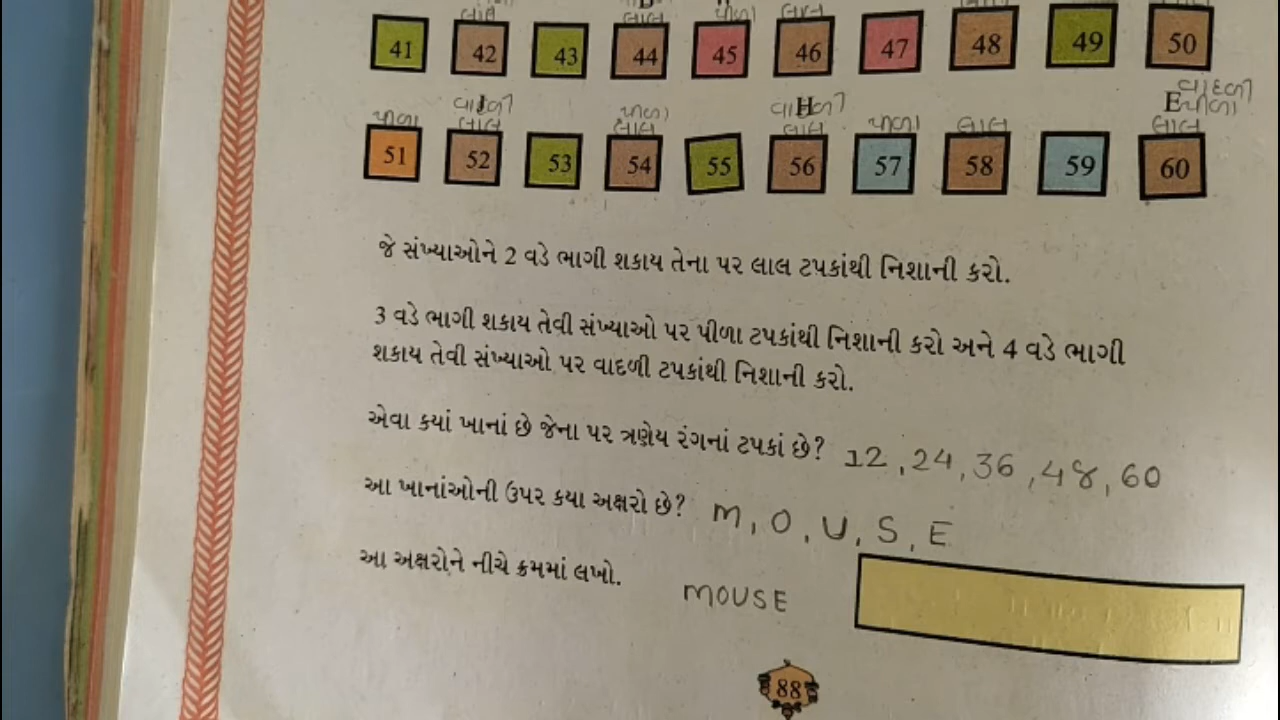 લાલ પીળા લાલ
41 42 43 44 45 46 47 48 49 50
વાદળી
વાદળી વાદળી E પીળા
પીળા લાલ પીળા લાલ લાલ પીળા લાલ લાલ
51 52 53 54 55 56 57 58 59 60
જે સંખ્યાઓને 2 વડે ભાગી શકાય તેના પર લાલ ટપકાંથી નિશાની કરો.
3 વડે ભાગી શકાય તેવી સંખ્યાઓ પર પીળા ટપકાંથી નિશાની કરો અને 4 વડે ભાગી
શકાય તેવી સંખ્યાઓ પર વાદળી ટપકાંથી નિશાની કરો.
એવા કયાં ખાનાં છે જેના પર ત્રણેય રંગનાં ટપકાં છે? 12, 24, 36, 48, 60
આ ખાનાંઓની ઉપર કયા અક્ષરો છે? M, O, U, S, E
આ અક્ષરોને નીચે ક્રમમાં લખો. MOUSE
88